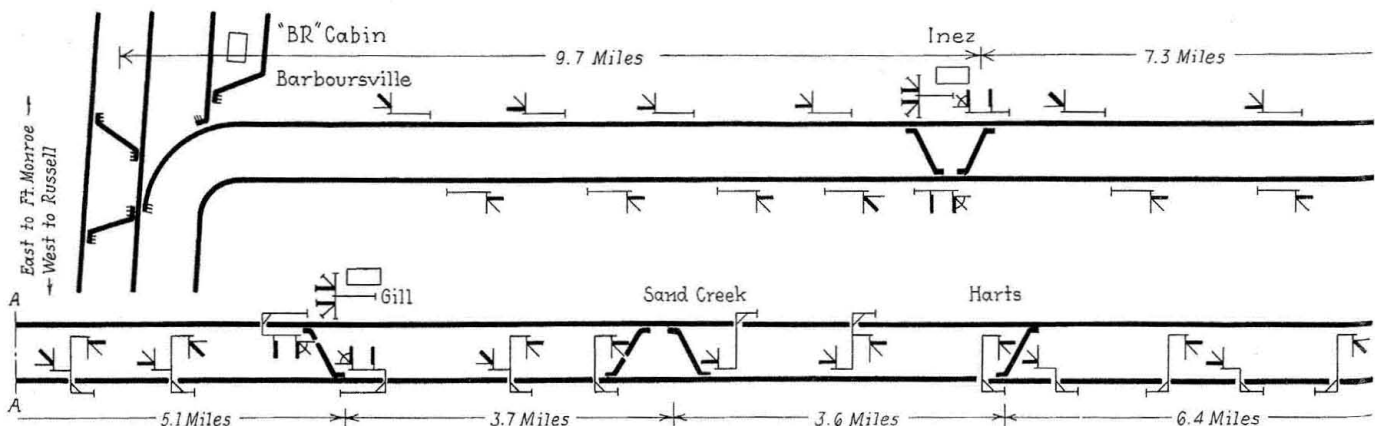 "BR" Cabin
Inez
9.7 Miles
7.3 Miles
Barboursville
East to Ft. Monroe
West to Russell
A
Gill
Sand Creek
Harts
A
5.1 Miles
3.7 Miles
3.6 Miles
6.4 Miles